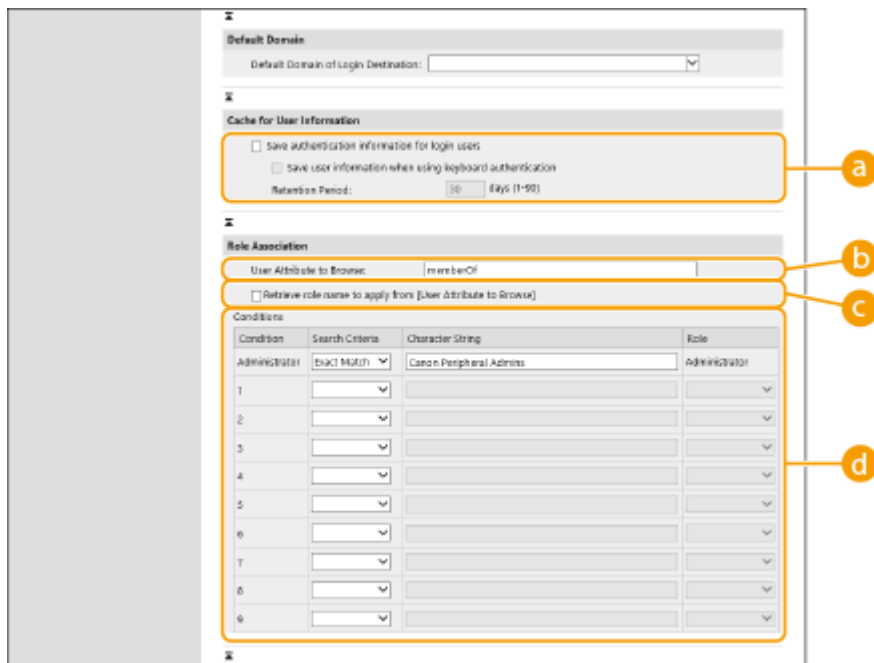 Default Domain
Default Domain of Login Destination:
Cache for User Information
Save authentication information for login users
Save user information when using keyboard authentication
Retention Period: 30 days (1-90)
Role Association
User Attribute to Browse: memberOf
Retrieve role name to apply from [User Attribute to Browse]
Conditions
Condition Search Criteria Character String Role
Administrator Exact Match Canon Peripheral Admins Administrator
1
2
3
4
5
6
7
8
9
a
b
c
d